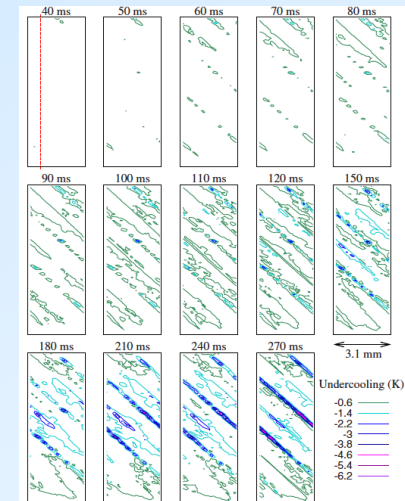 40 ms 50 ms 60 ms 70 ms 80 ms
90 ms 100 ms 110 ms 120 ms 150 ms
180 ms 210 ms 240 ms 270 ms
3.1 mm
Undercooling (K)
-0.6
-1.4
-2.2
-3
-3.8
-4.6
-5.4
-6.2